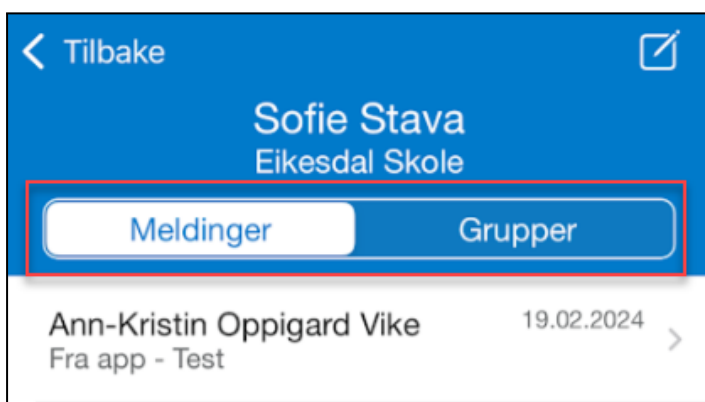 Tilbake
Sofie Stava
Eikesdal Skole
Meldinger Grupper
Ann-Kristin Oppigard Vike 19.02.2024
Fra app - Test